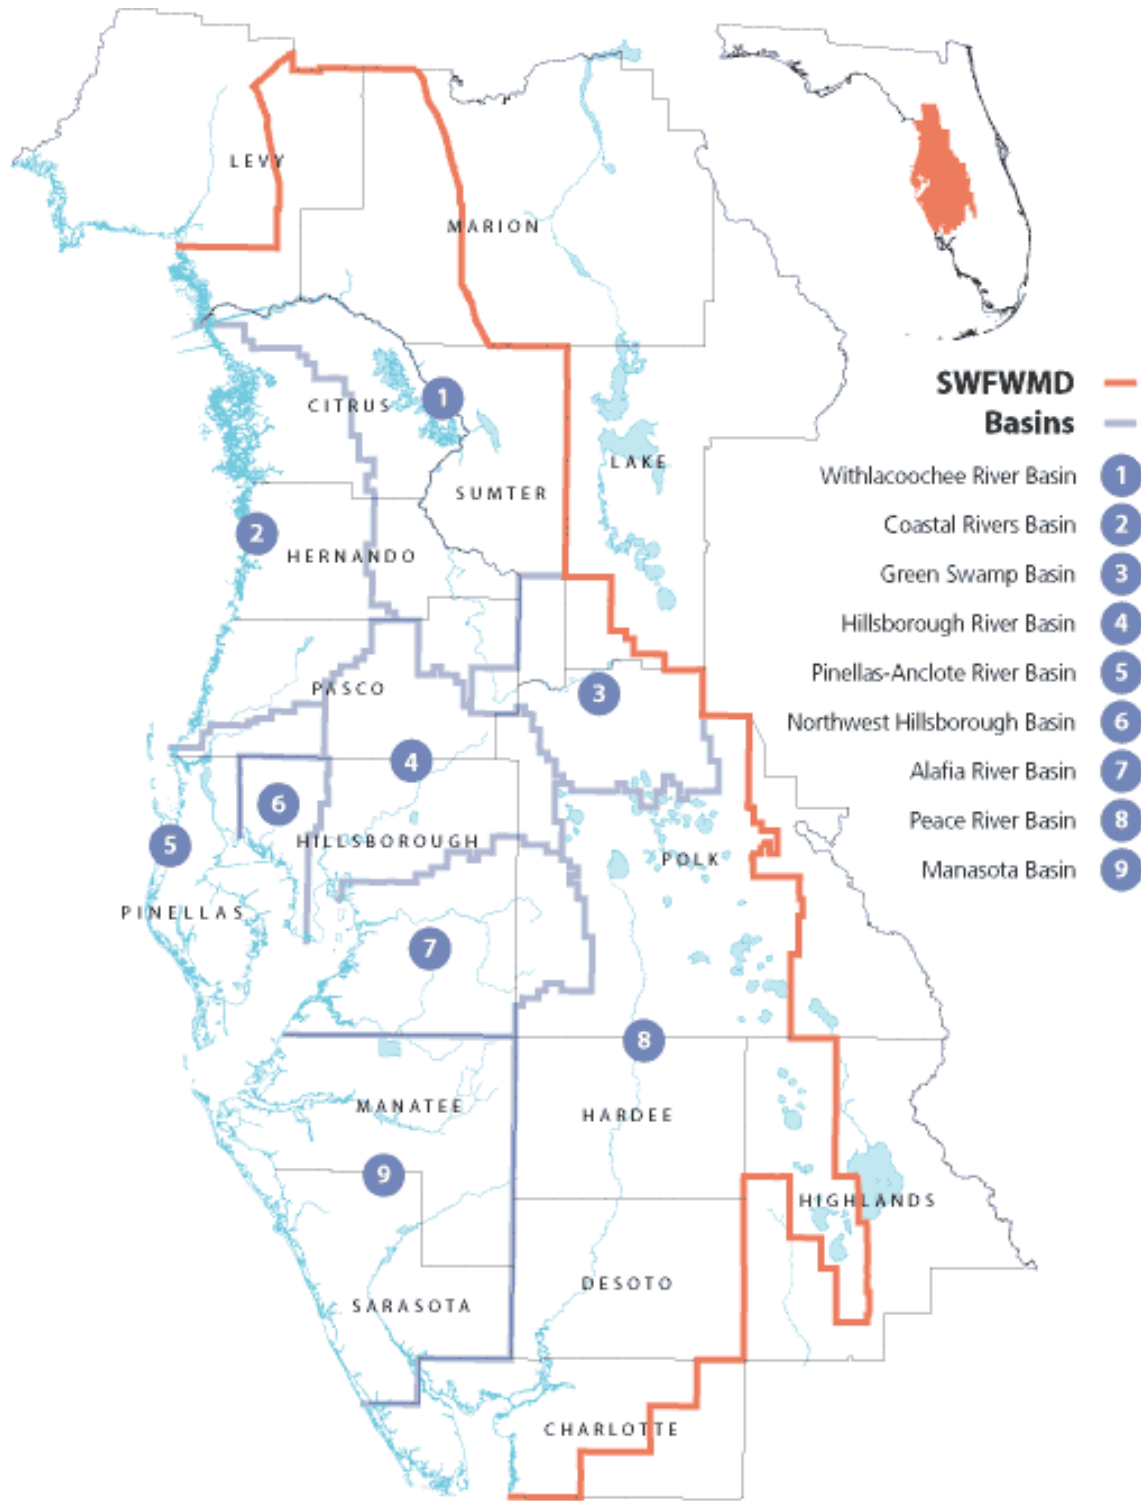 LEVY
MARION
SWFWMD
Basins
CITRUS
1
LAKE
SUMTER
Withlacoochee River Basin 1
2
HERNANDO
Coastal Rivers Basin 2
Green Swamp Basin 3
Hillsborough River Basin 4
PASCO
3
Pinellas-Anclote River Basin 5
Northwest Hillsborough Basin 6
4
Alafia River Basin 7
6
Peace River Basin 8
5
HILLSBOROUGH
POLK
Manasota Basin 9
PINELLAS
7
8
MANATEE
HARDEE
9
HIGHLANDS
DESOTO
SARASOTA
CHARLOTTE